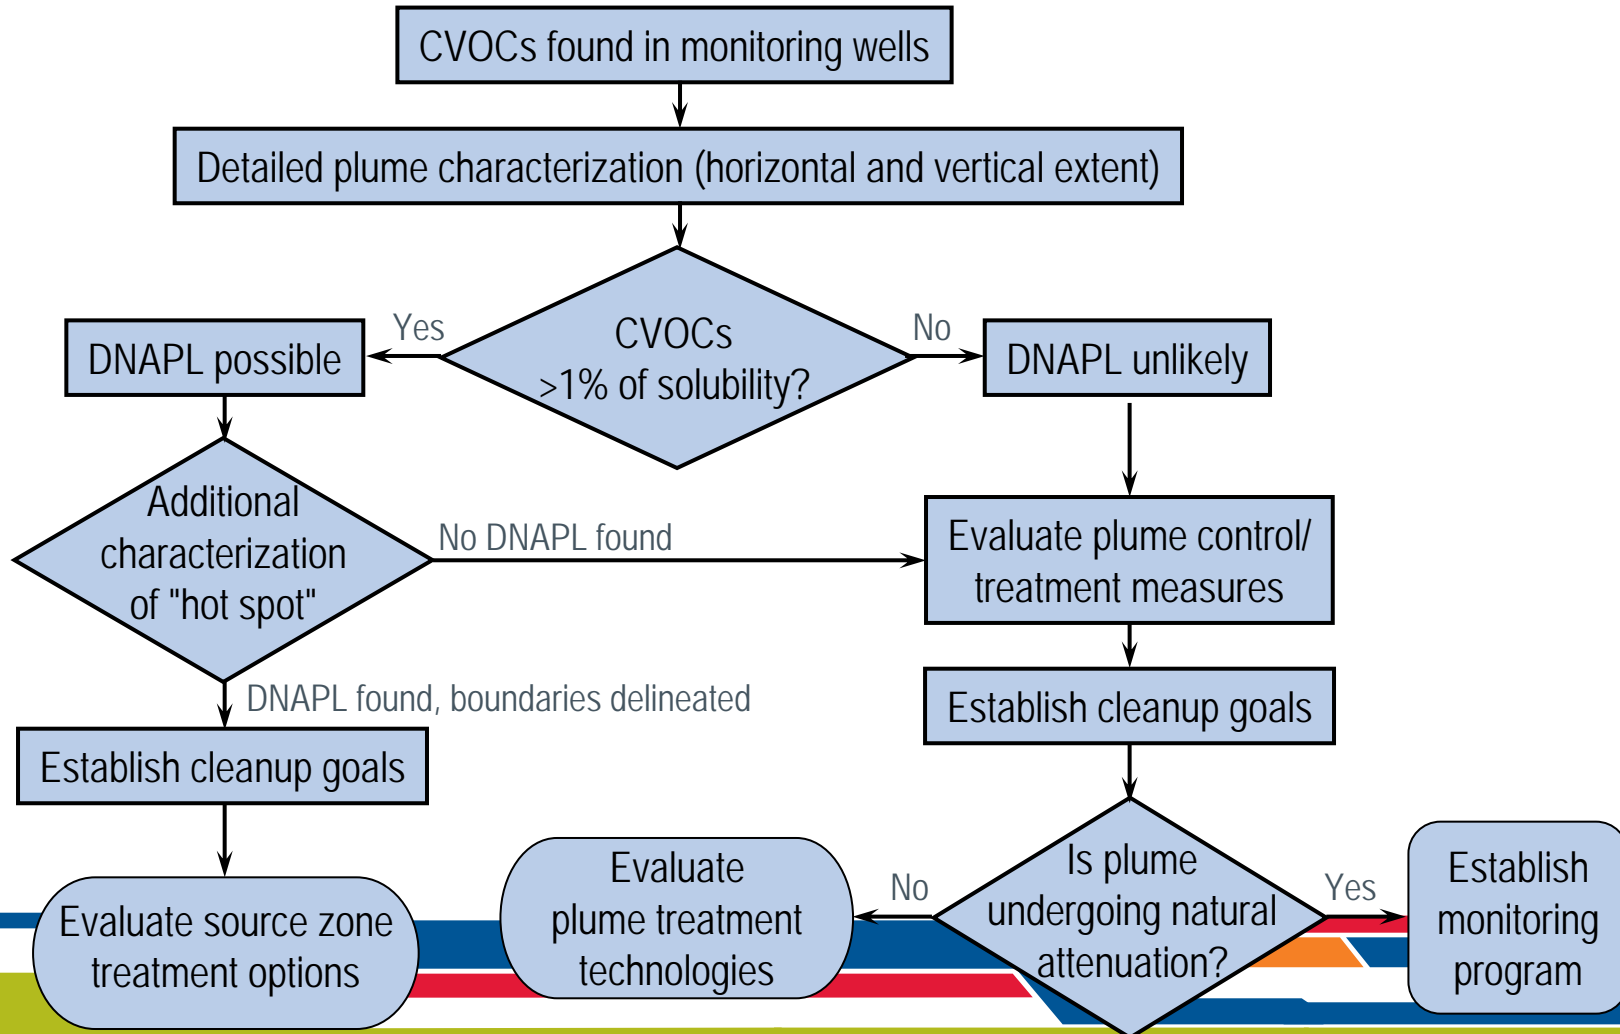 CVOCs found in monitoring wells
Detailed plume characterization (horizontal and vertical extent)
Yes
CVOCs
>1% of solubility?
No
DNAPL possible
DNAPL unlikely
Additional
characterization
of "hot spot"
No DNAPL found
Evaluate plume control/
treatment measures
DNAPL found, boundaries delineated
Establish cleanup goals
Establish cleanup goals
Evaluate source zone
treatment options
Evaluate
plume treatment
technologies
No
Is plume
undergoing natural
attenuation?
Yes
Establish
monitoring
program